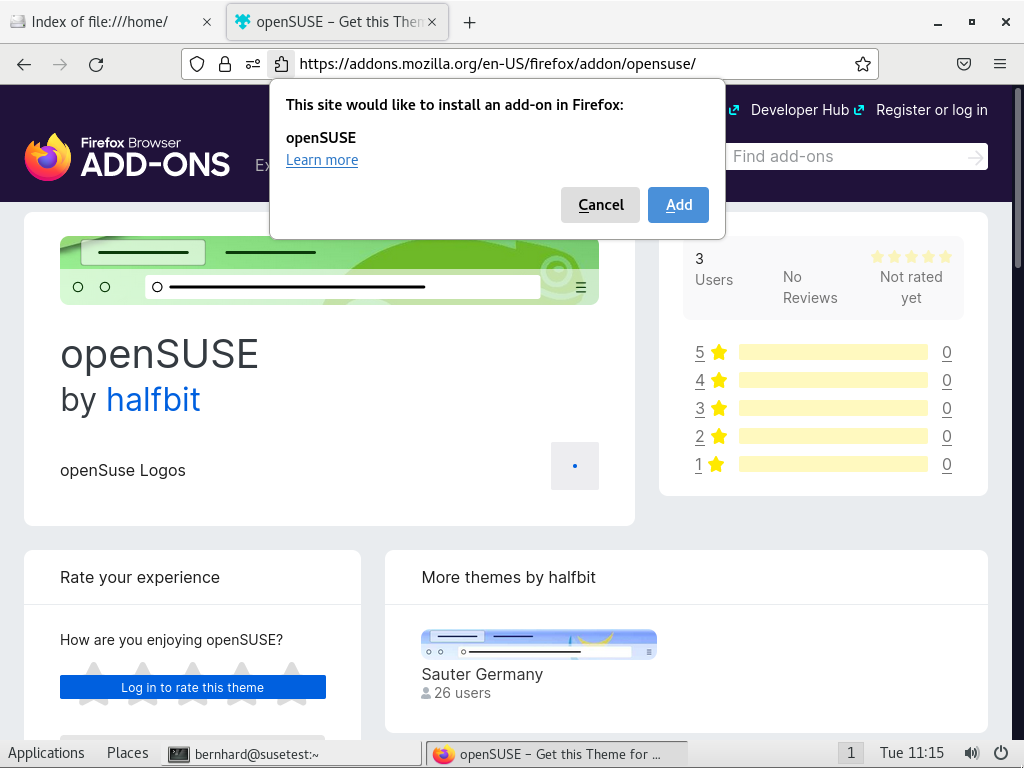 Index of file:///home/
openSUSE – Get this Them
https://addons.mozilla.org/en-US/firefox/addon/opensuse/
This site would like to install an add-on in Firefox:
openSUSE
Learn more
Cancel
Add
Developer Hub
Register or log in
Firefox Browser
ADD-ONS
Ex
Find add-ons
openSUSE
by halfbit
openSuse Logos
3
Users
No
Reviews
Not rated
yet
5 0
4 0
3 0
2 0
1 0
Rate your experience
How are you enjoying openSUSE?
Log in to rate this theme
More themes by halfbit
Sauter Germany
26 users
Applications
Places
bernhard@susetest:~
openSUSE – Get this Theme for ...
1
Tue 11:15